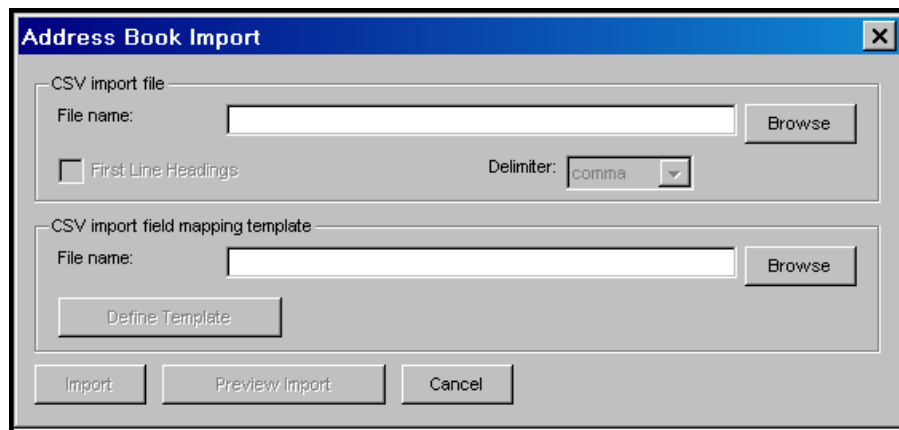 Address Book Import
CSV import file
File name:
Browse
First Line Headings
Delimiter: comma
CSV import field mapping template
File name:
Browse
Define Template
Import Preview Import Cancel